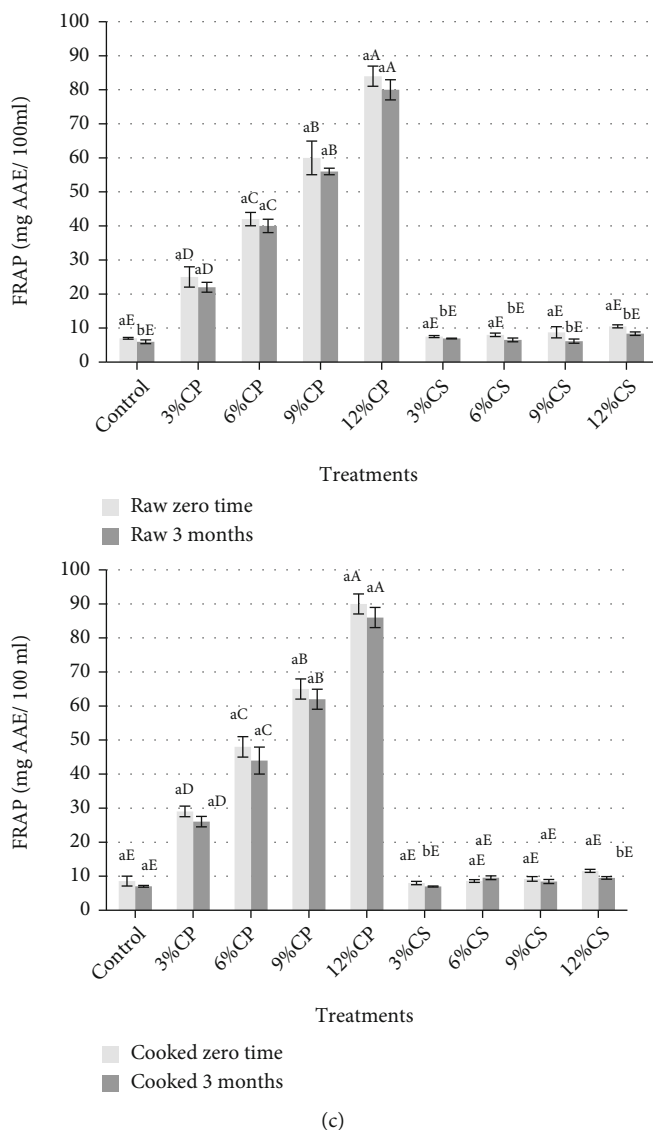 100
90
80
70
60
50
40
30
20
10
0
FRAP (mg AAE/ 100ml)
aE bE
aD aD
aC aC
aB aB
aA aA
aE bE
aE bE
aE bE
aE bE
Control 3%CP 6%CP 9%CP 12%CP 3%CS 6%CS 9%CS 12%CS
Treatments
Raw zero time
Raw 3 months
100
90
80
70
60
50
40
30
20
10
0
FRAP (mg AAE/ 100 ml)
aE aE
aD aD
aC aC
aB aB
aA aA
aE bE
aE aE
aE aE
aE bE
Control 3%CP 6%CP 9%CP 12%CP 3%CS 6%CS 9%CS 12%CS
Treatments
Cooked zero time
Cooked 3 months
(c)